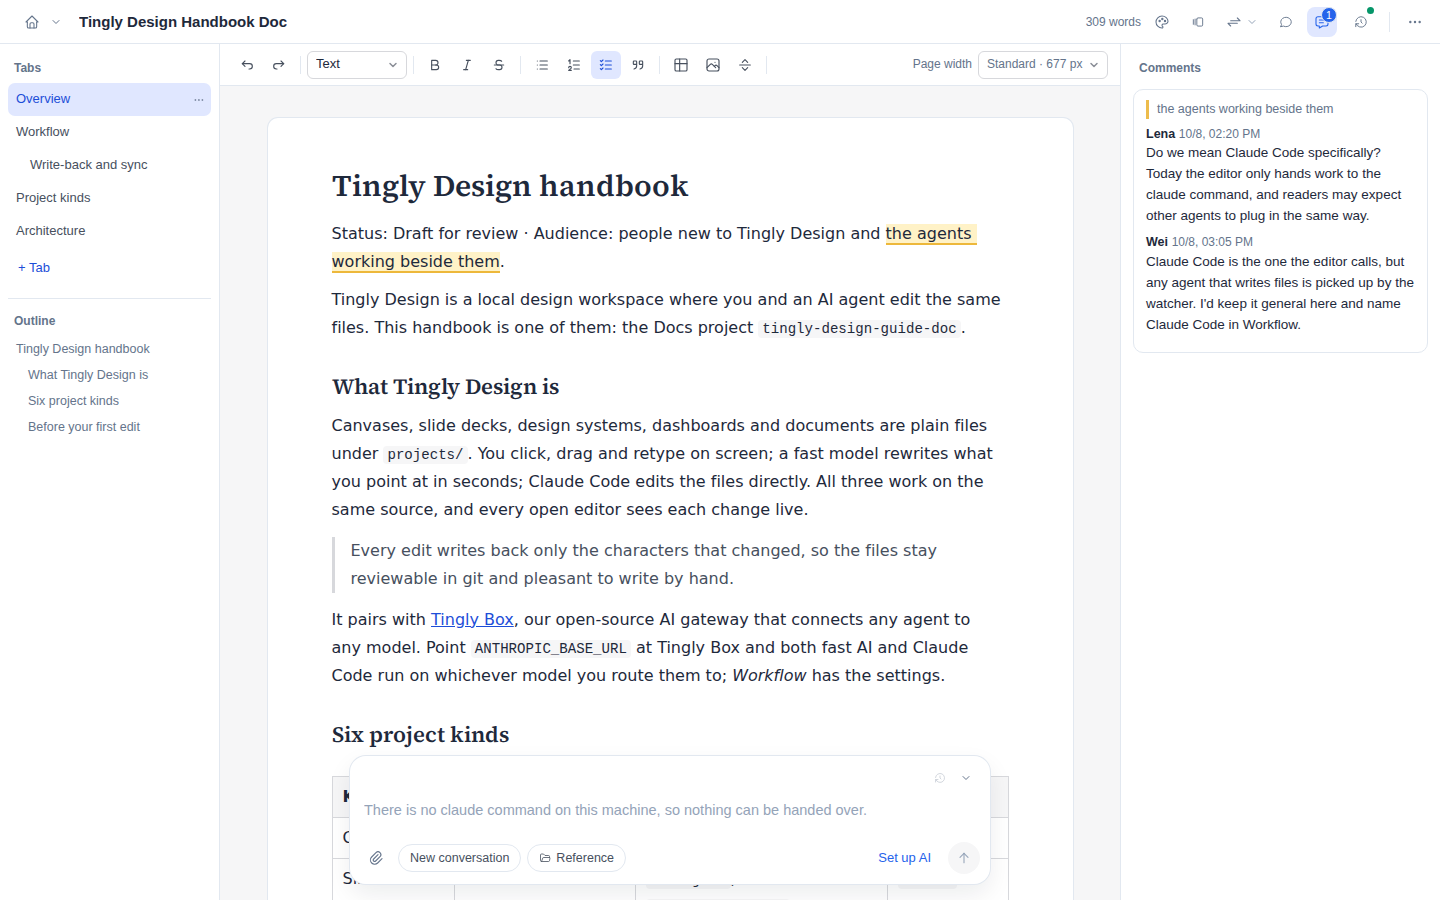 Tingly Design Handbook Doc
309 words
1
Tabs
Overview
Workflow
Write-back and sync
Project kinds
Architecture
+ Tab
Outline
Tingly Design handbook
What Tingly Design is
Six project kinds
Before your first edit
Text
Page width
Standard · 677 px
Tingly Design handbook
Status: Draft for review · Audience: people new to Tingly Design and the agents
working beside them.
Tingly Design is a local design workspace where you and an AI agent edit the same
files. This handbook is one of them: the Docs project tingly-design-guide-doc.
What Tingly Design is
Canvases, slide decks, design systems, dashboards and documents are plain files
under projects/. You click, drag and retype on screen; a fast model rewrites what
you point at in seconds; Claude Code edits the files directly. All three work on the
same source, and every open editor sees each change live.
Every edit writes back only the characters that changed, so the files stay
reviewable in git and pleasant to write by hand.
It pairs with Tingly Box, our open-source AI gateway that connects any agent to
any model. Point ANTHROPIC_BASE_URL at Tingly Box and both fast AI and Claude
Code run on whichever model you route them to; Workflow has the settings.
Six project kinds
There is no claude command on this machine, so nothing can be handed over.
New conversation
Reference
Set up AI
Comments
the agents working beside them
Lena 10/8, 02:20 PM
Do we mean Claude Code specifically?
Today the editor only hands work to the
claude command, and readers may expect
other agents to plug in the same way.
Wei 10/8, 03:05 PM
Claude Code is the one the editor calls, but
any agent that writes files is picked up by the
watcher. I'd keep it general here and name
Claude Code in Workflow.